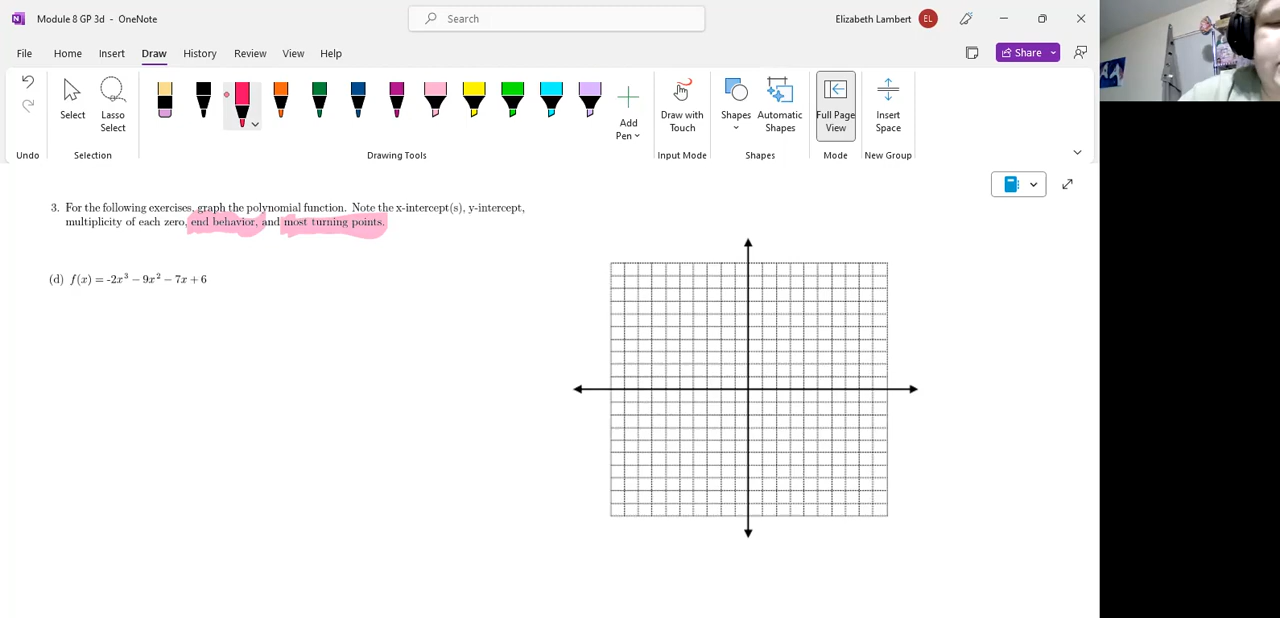 Module 8 GP 3d - OneNote
Search
Elizabeth Lambert
EL
File Home Insert Draw History Review View Help
Share
Select
Lasso Select
Add Pen
Draw with Touch
Shapes
Automatic Shapes
Full Page View
Insert Space
Undo
Selection
Drawing Tools
Input Mode
Shapes
Mode
New Group
3. For the following exercises, graph the polynomial function. Note the x-intercept(s), y-intercept,
multiplicity of each zero, end behavior, and most turning points.
(d) f(x) = -2x³ − 9x² − 7x + 6